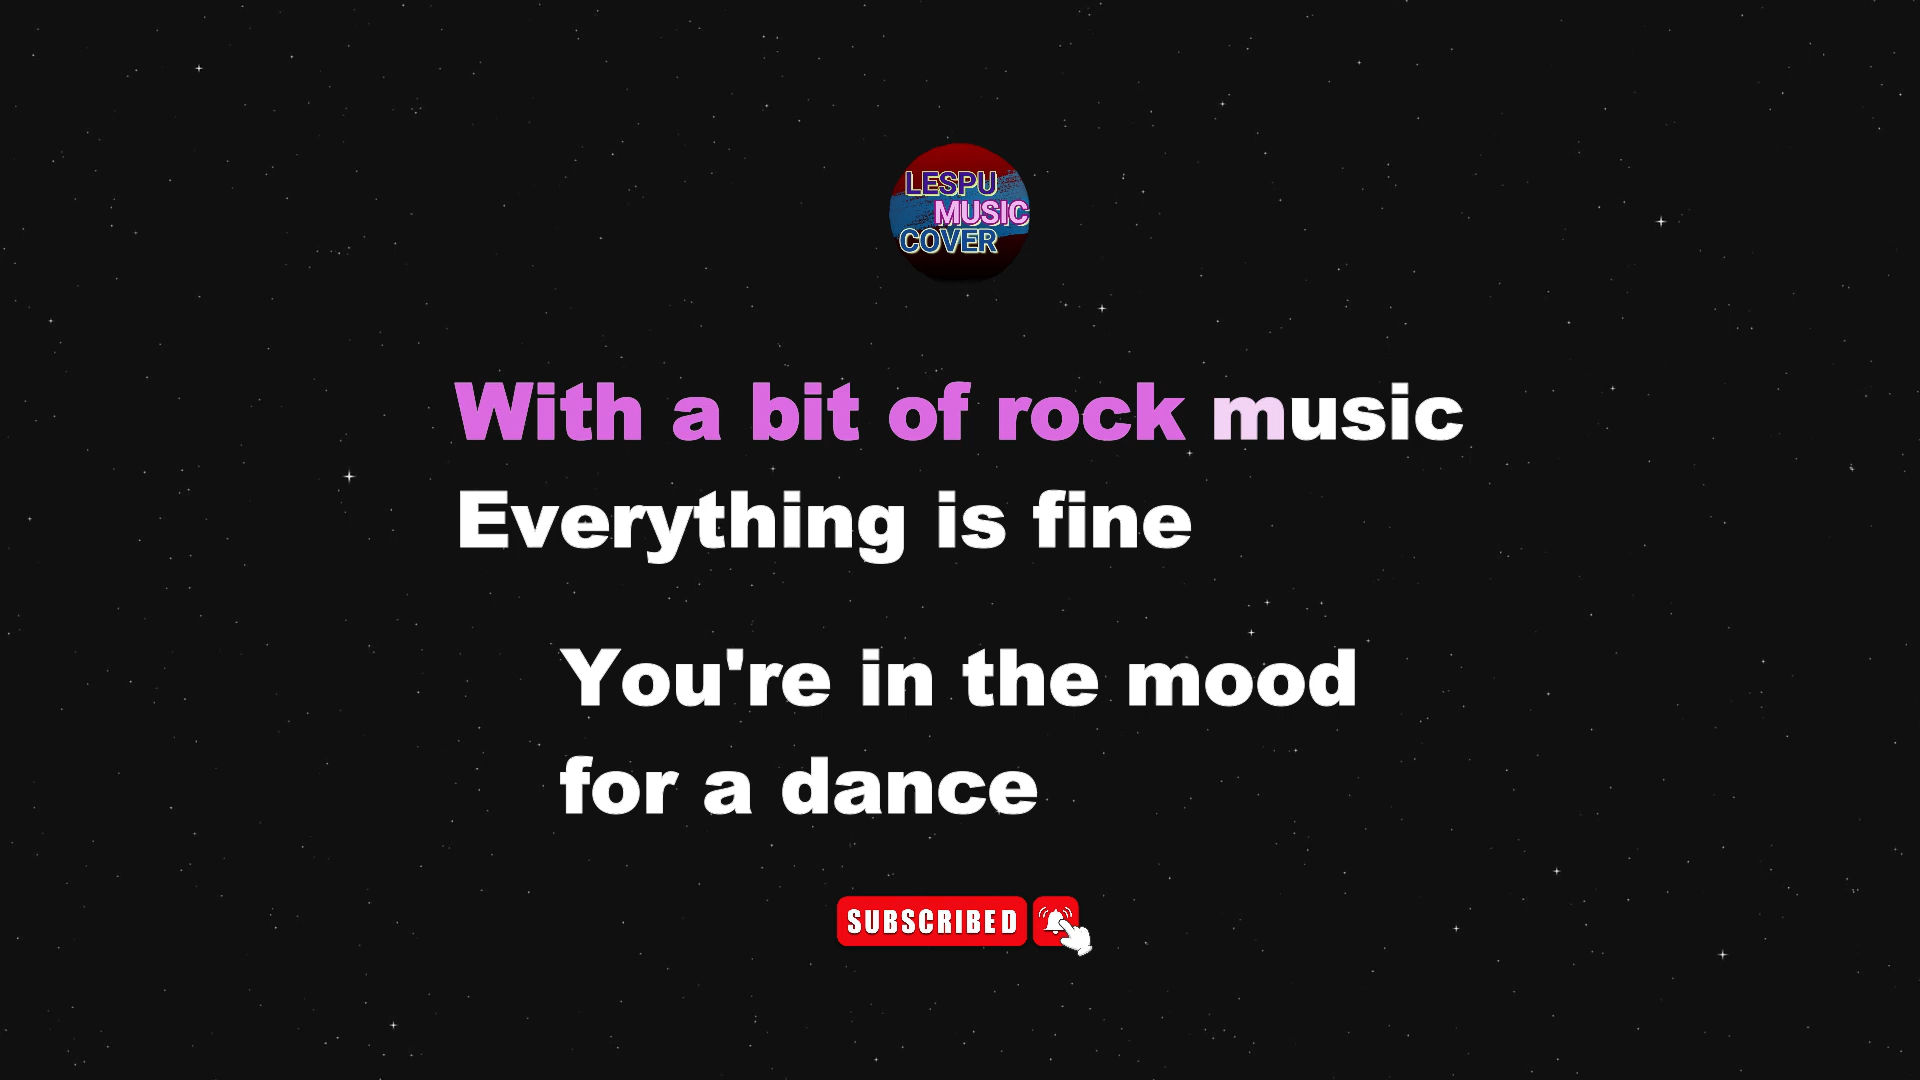 LESPU
MUSIC
COVER
With a bit of rock music
Everything is fine
You're in the mood
for a dance
SUBSCRIBED